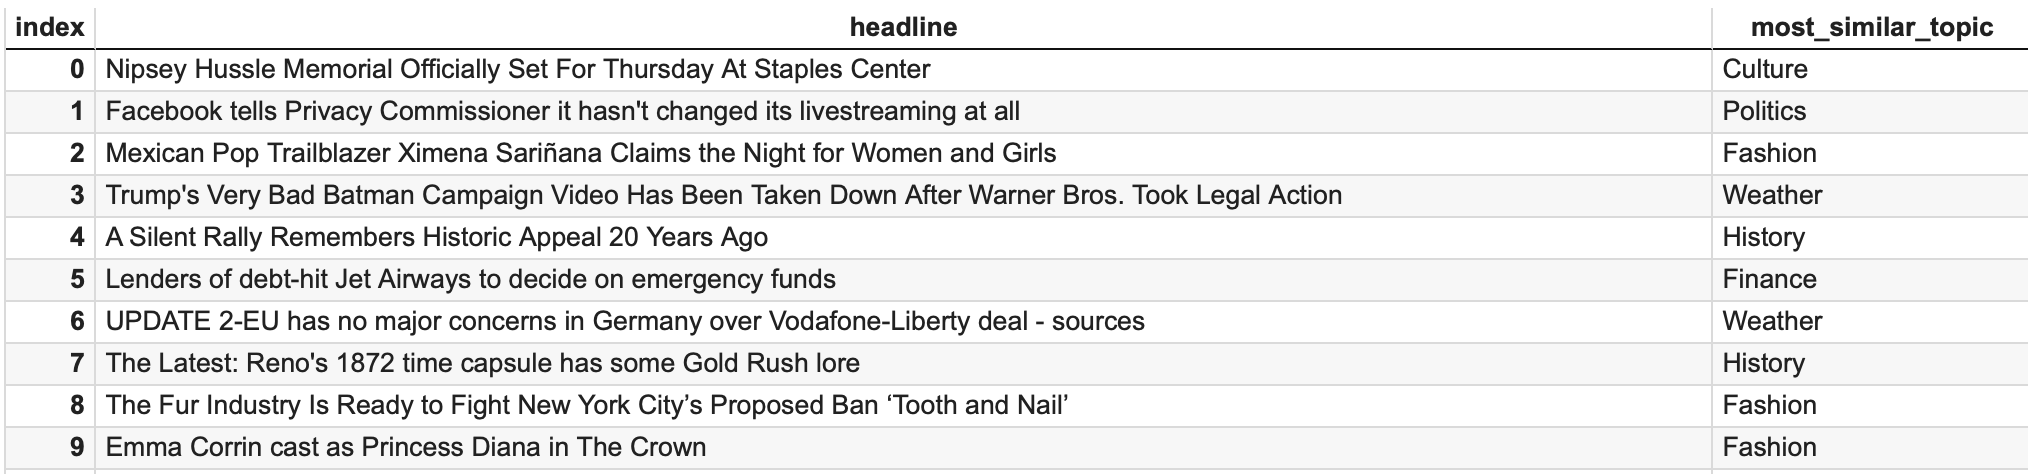 index headline most_similar_topic
0 Nipsey Hussle Memorial Officially Set For Thursday At Staples Center Culture
1 Facebook tells Privacy Commissioner it hasn't changed its livestreaming at all Politics
2 Mexican Pop Trailblazer Ximena Sariñana Claims the Night for Women and Girls Fashion
3 Trump's Very Bad Batman Campaign Video Has Been Taken Down After Warner Bros. Took Legal Action Weather
4 A Silent Rally Remembers Historic Appeal 20 Years Ago History
5 Lenders of debt-hit Jet Airways to decide on emergency funds Finance
6 UPDATE 2-EU has no major concerns in Germany over Vodafone-Liberty deal - sources Weather
7 The Latest: Reno's 1872 time capsule has some Gold Rush lore History
8 The Fur Industry Is Ready to Fight New York City’s Proposed Ban ‘Tooth and Nail’ Fashion
9 Emma Corrin cast as Princess Diana in The Crown Fashion